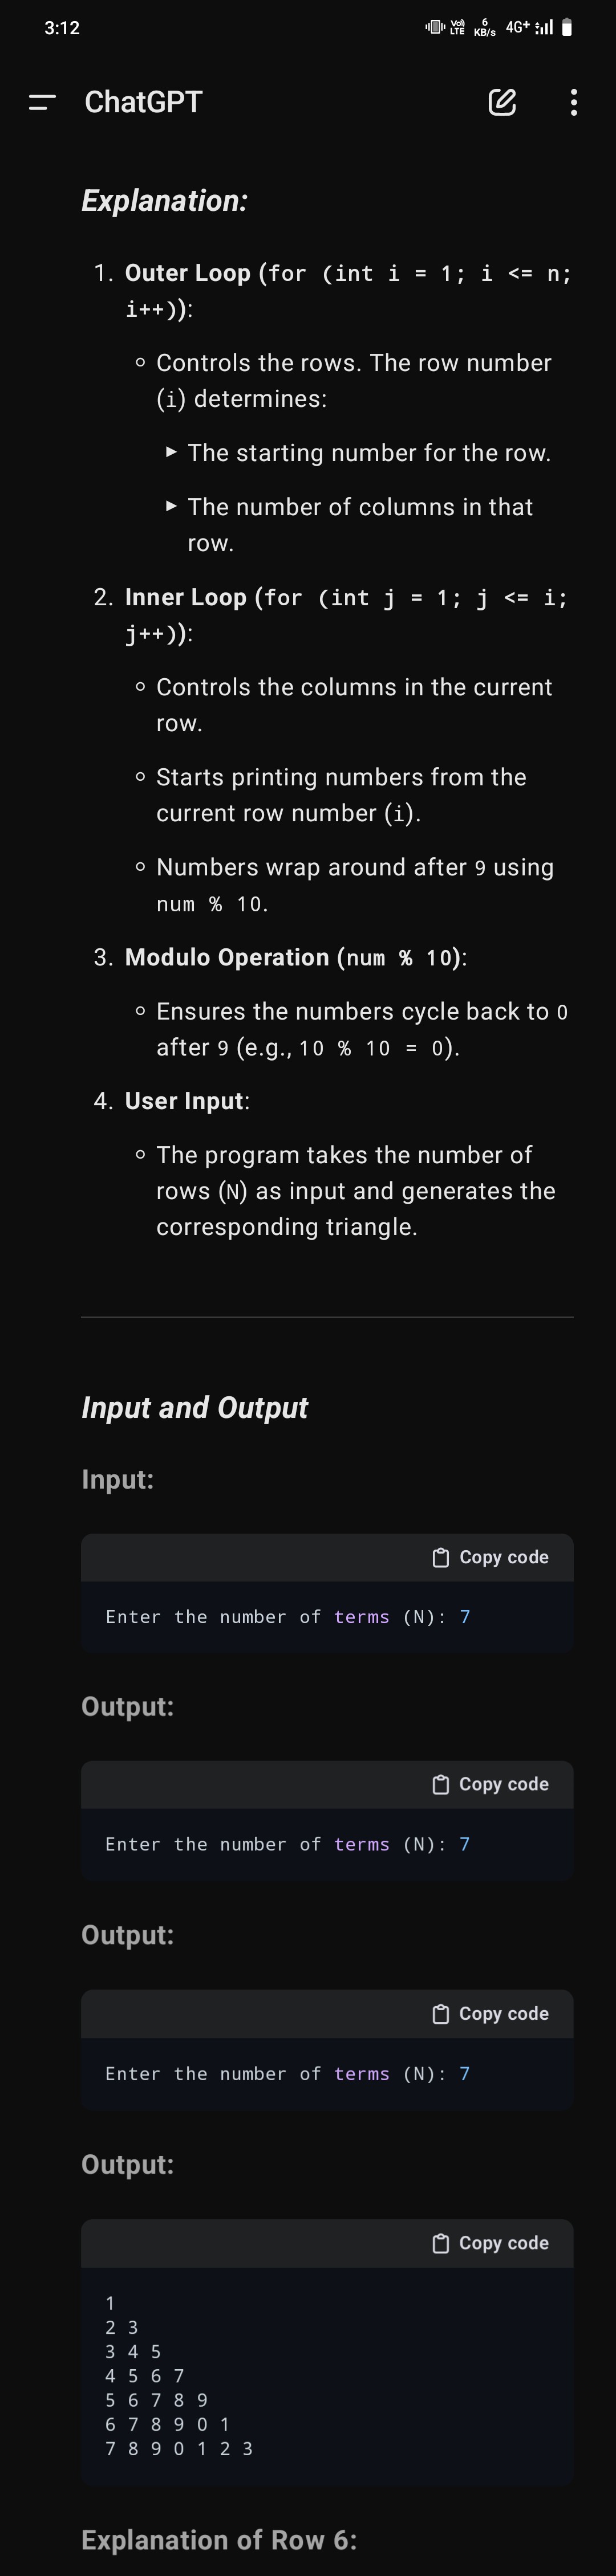 3:12
Vo) LTE 6 KB/s 4G+
ChatGPT
Explanation:
1. Outer Loop (for (int i = 1; i <= n;
i++)):
Controls the rows. The row number
(i) determines:
The starting number for the row.
The number of columns in that
row.
2. Inner Loop (for (int j = 1; j <= i;
j++)):
Controls the columns in the current
row.
Starts printing numbers from the
current row number (i).
Numbers wrap around after 9 using
num % 10.
3. Modulo Operation (num % 10):
Ensures the numbers cycle back to 0
after 9 (e.g., 10 % 10 = 0).
4. User Input:
The program takes the number of
rows (N) as input and generates the
corresponding triangle.
Input and Output
Input:
Copy code
Enter the number of terms (N): 7
Output:
Copy code
Enter the number of terms (N): 7
Output:
Copy code
Enter the number of terms (N): 7
Output:
Copy code
1
2 3
3 4 5
4 5 6 7
5 6 7 8 9
6 7 8 9 0 1
7 8 9 0 1 2 3
Explanation of Row 6: